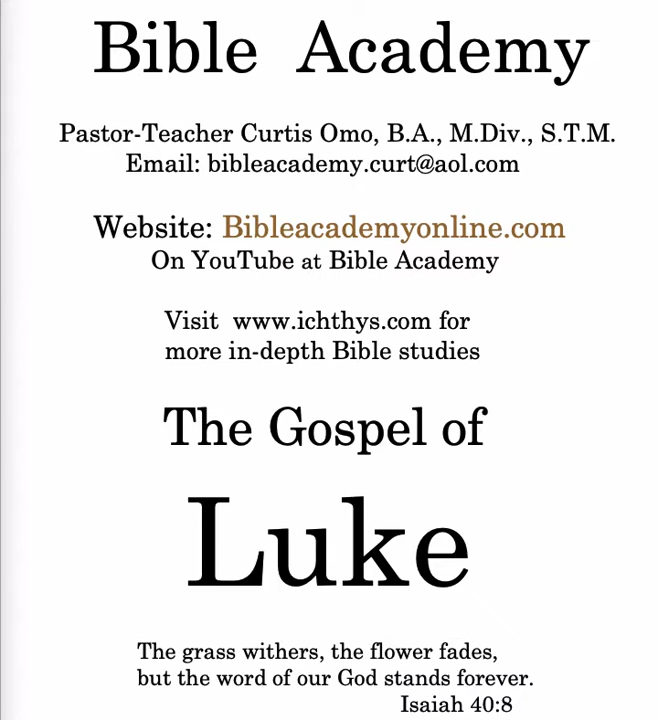 Bible Academy
Pastor-Teacher Curtis Omo, B.A., M.Div., S.T.M.
Email: bibleacademy.curt@aol.com
Website: Bibleacademyonline.com
On YouTube at Bible Academy
Visit www.ichthys.com for
more in-depth Bible studies
The Gospel of
Luke
The grass withers, the flower fades,
but the word of our God stands forever.
Isaiah 40:8